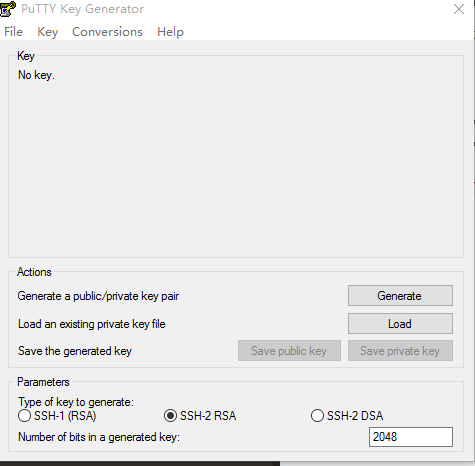 PuTTY Key Generator
File Key Conversions Help
Key
No key.
Actions
Generate a public/private key pair Generate
Load an existing private key file Load
Save the generated key Save public key Save private key
Parameters
Type of key to generate:
SSH-1 (RSA) SSH-2 RSA SSH-2 DSA
Number of bits in a generated key: 2048